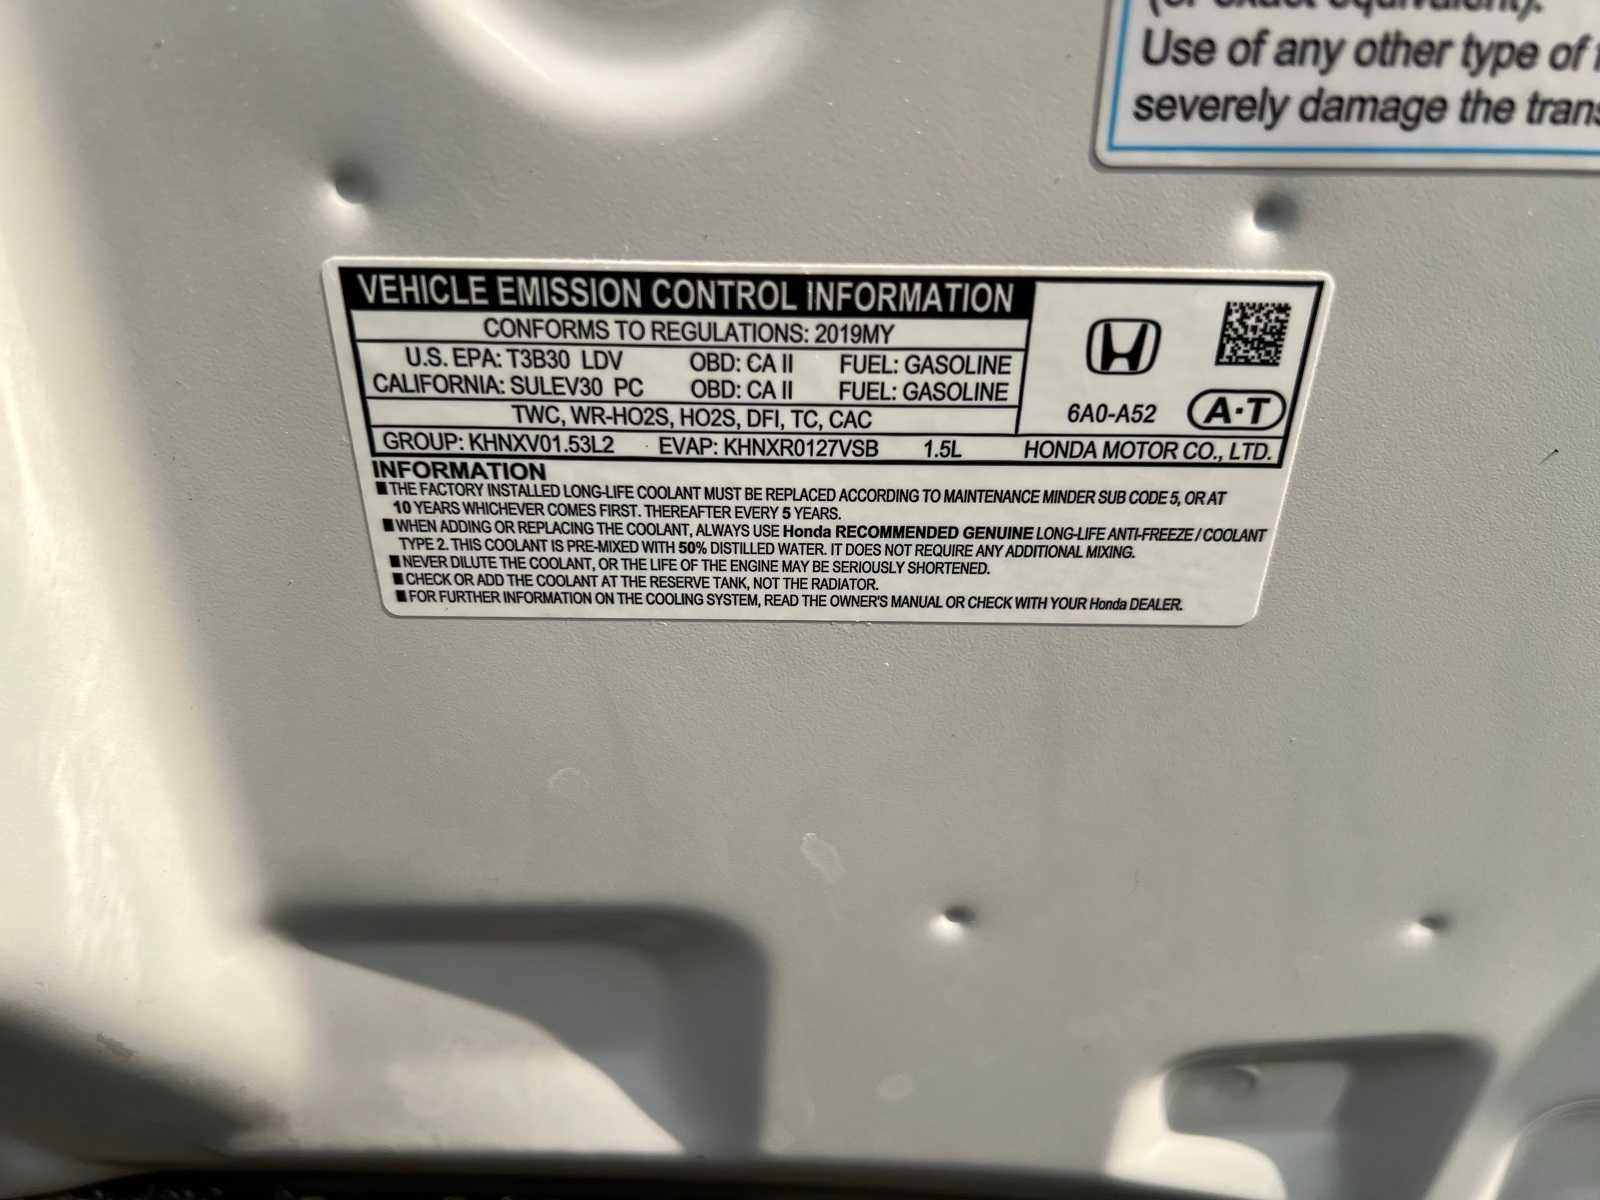 (or exact equivalent).
Use of any other type of
severely damage the trans
VEHICLE EMISSION CONTROL INFORMATION
CONFORMS TO REGULATIONS: 2019MY
U.S. EPA: T3B30 LDV OBD: CA II FUEL: GASOLINE
CALIFORNIA: SULEV30 PC OBD: CA II FUEL: GASOLINE
TWC, WR-HO2S, HO2S, DFI, TC, CAC
6A0-A52 A·T
GROUP: KHNXV01.53L2 EVAP: KHNXR0127VSB 1.5L HONDA MOTOR CO., LTD.
INFORMATION
■THE FACTORY INSTALLED LONG-LIFE COOLANT MUST BE REPLACED ACCORDING TO MAINTENANCE MINDER SUB CODE 5, OR AT
10 YEARS WHICHEVER COMES FIRST. THEREAFTER EVERY 5 YEARS.
■WHEN ADDING OR REPLACING THE COOLANT, ALWAYS USE Honda RECOMMENDED GENUINE LONG-LIFE ANTI-FREEZE / COOLANT
TYPE 2. THIS COOLANT IS PRE-MIXED WITH 50% DISTILLED WATER. IT DOES NOT REQUIRE ANY ADDITIONAL MIXING.
■NEVER DILUTE THE COOLANT, OR THE LIFE OF THE ENGINE MAY BE SERIOUSLY SHORTENED.
■CHECK OR ADD THE COOLANT AT THE RESERVE TANK, NOT THE RADIATOR.
■FOR FURTHER INFORMATION ON THE COOLING SYSTEM, READ THE OWNER'S MANUAL OR CHECK WITH YOUR Honda DEALER.